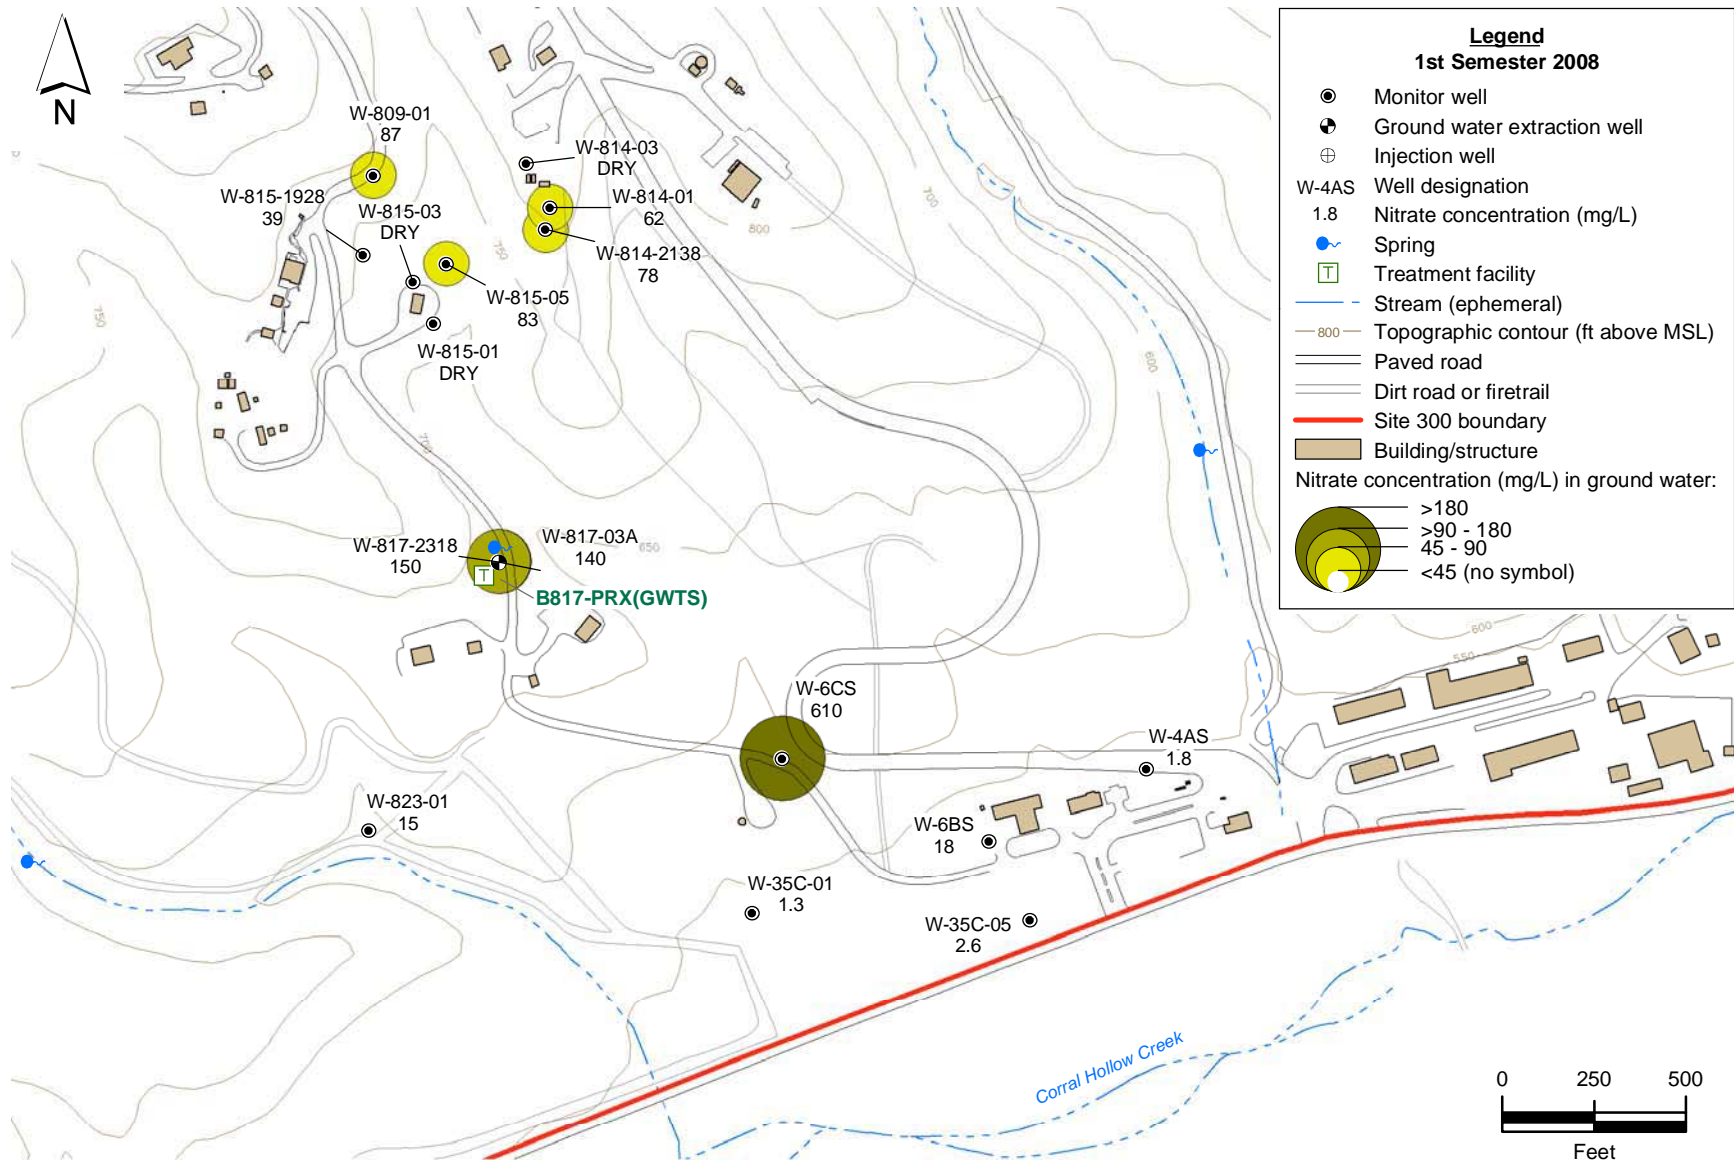 N
W-809-01
87
W-814-03
DRY
W-815-1928
39
W-815-03
DRY
W-814-01
62
W-814-2138
78
W-815-05
83
W-815-01
DRY
700
800
750
750
600
700
650
W-817-2318
150
W-817-03A
140
T
B817-PRX(GWTS)
W-6CS
610
W-4AS
1.8
600
550
W-823-01
15
W-6BS
18
W-35C-01
1.3
W-35C-05
2.6
Corral Hollow Creek
Legend
1st Semester 2008
Monitor well
Ground water extraction well
Injection well
W-4AS Well designation
1.8 Nitrate concentration (mg/L)
Spring
T Treatment facility
Stream (ephemeral)
800 Topographic contour (ft above MSL)
Paved road
Dirt road or firetrail
Site 300 boundary
Building/structure
Nitrate concentration (mg/L) in ground water:
>180
>90 - 180
45 - 90
<45 (no symbol)
0 250 500
Feet